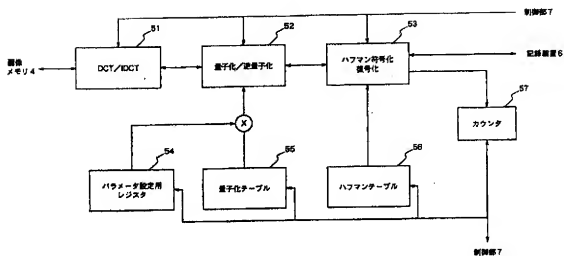 制御部7
51
52
53
画像
メモリ4
DCT/IDCT
量子化/逆量子化
ハフマン符号化
復号化
記録装置6
57
カウンタ
X
54
55
56
パラメータ設定用
レジスタ
量子化テーブル
ハフマンテーブル
制御部7